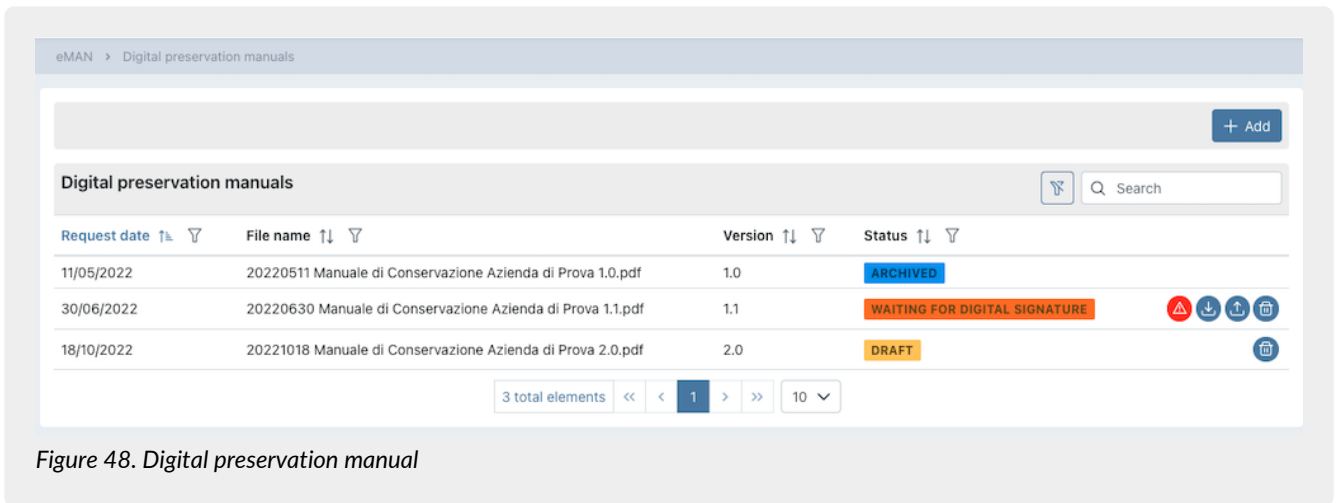 eMAN > Digital preservation manuals
+ Add
Digital preservation manuals
Search
Request date File name Version Status
11/05/2022 20220511 Manuale di Conservazione Azienda di Prova 1.0.pdf 1.0 ARCHIVED
30/06/2022 20220630 Manuale di Conservazione Azienda di Prova 1.1.pdf 1.1 WAITING FOR DIGITAL SIGNATURE
18/10/2022 20221018 Manuale di Conservazione Azienda di Prova 2.0.pdf 2.0 DRAFT
3 total elements << < 1 > >> 10
Figure 48. Digital preservation manual